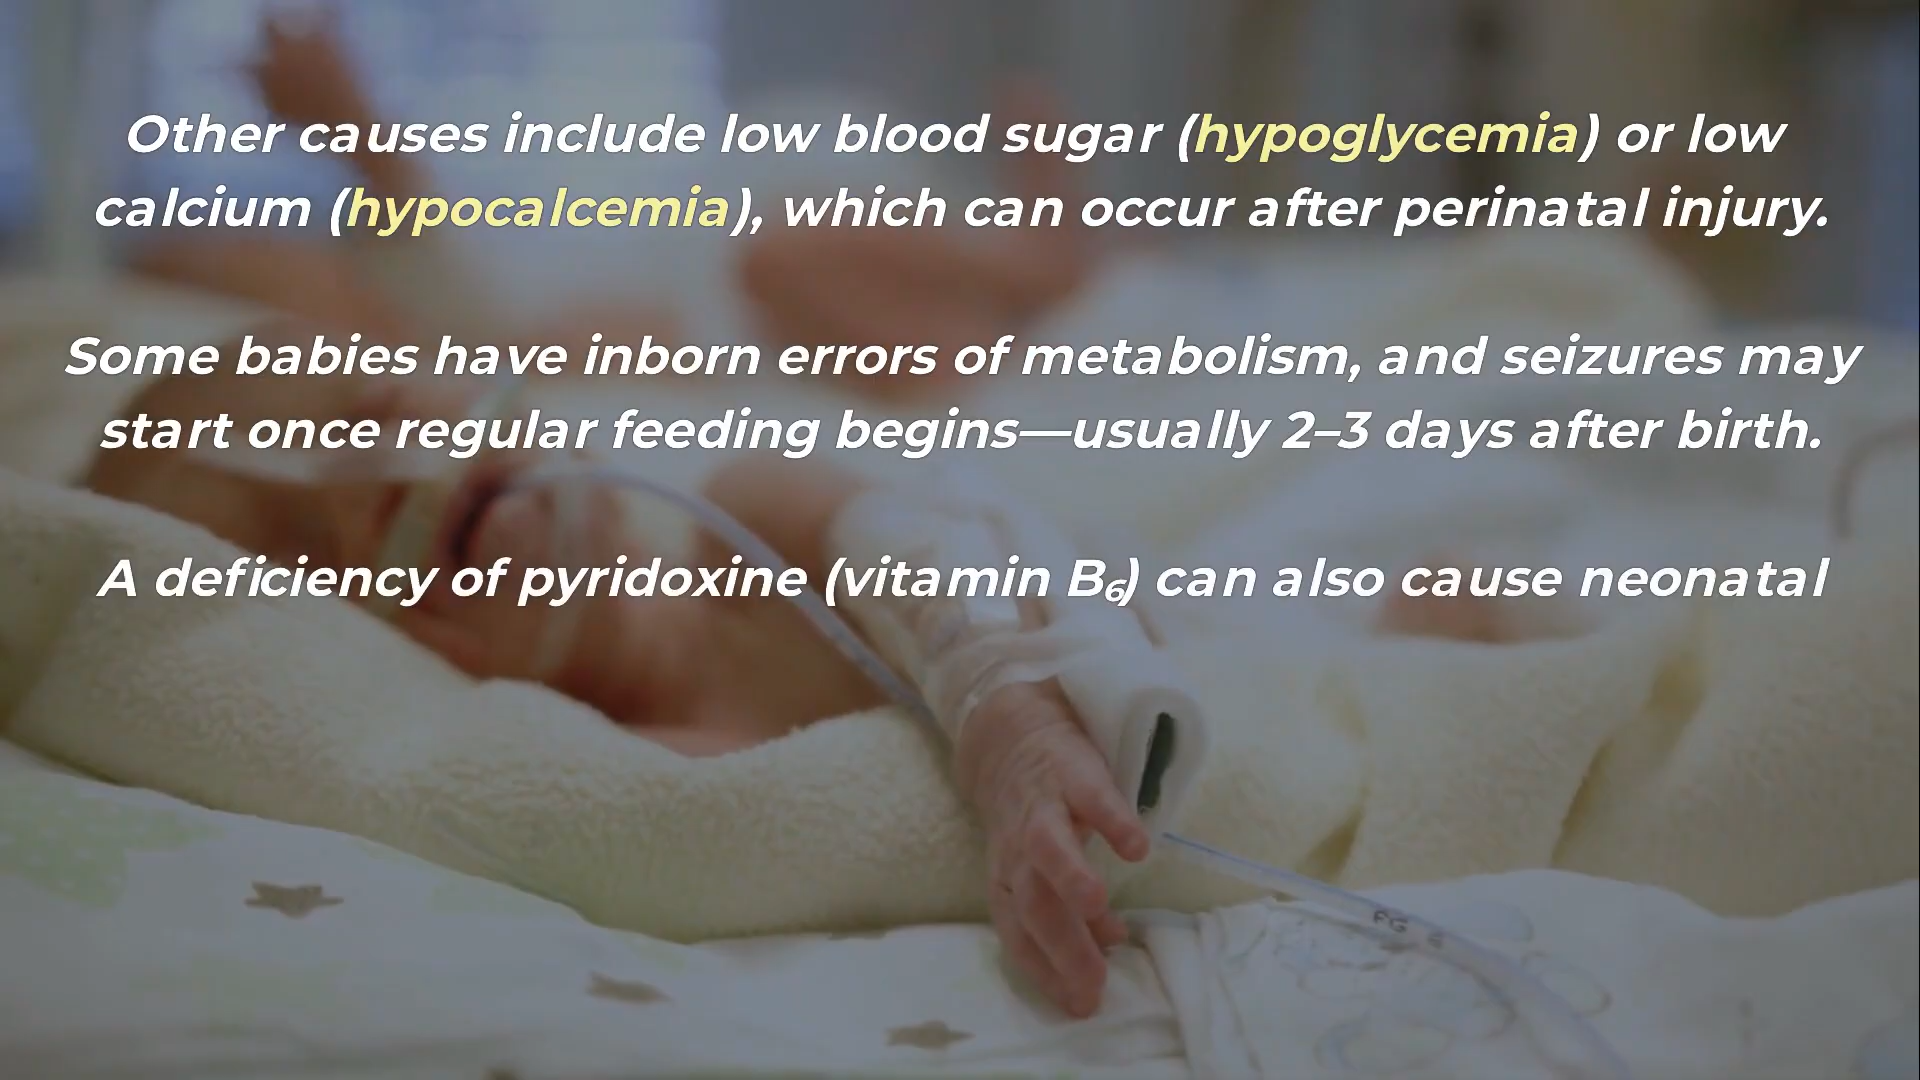 Other causes include low blood sugar (hypoglycemia) or low
calcium (hypocalcemia), which can occur after perinatal injury.
Some babies have inborn errors of metabolism, and seizures may
start once regular feeding begins—usually 2–3 days after birth.
A deficiency of pyridoxine (vitamin B₆) can also cause neonatal